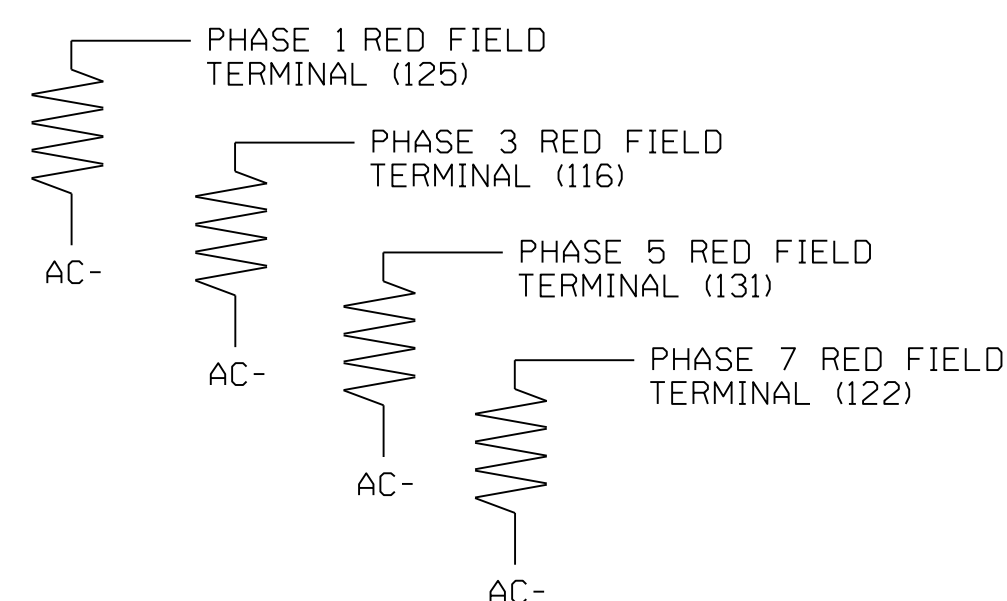 PHASE 1 RED FIELD
TERMINAL (125)
AC-
PHASE 3 RED FIELD
TERMINAL (116)
AC-
PHASE 5 RED FIELD
TERMINAL (131)
AC-
PHASE 7 RED FIELD
TERMINAL (122)
AC-